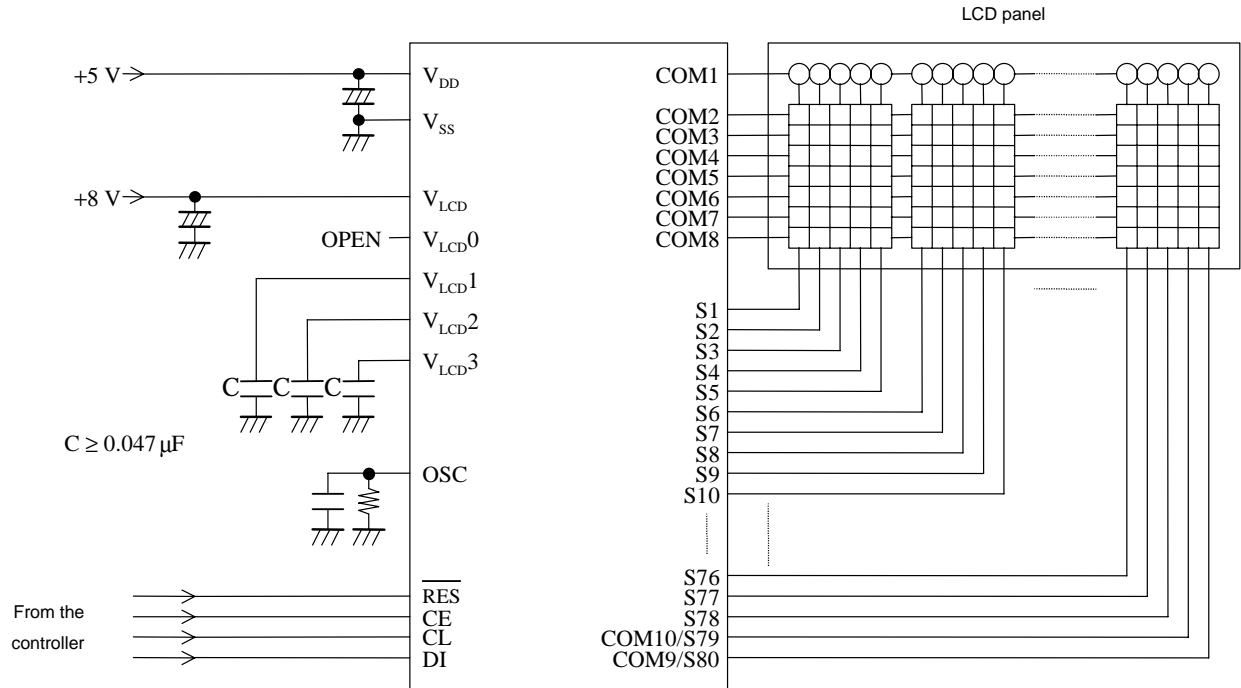 LCD panel
+5 V
VDD
COM1
VSS
COM2
COM3
COM4
COM5
COM6
COM7
COM8
+8 V
VLCD
OPEN
VLCD0
VLCD1
VLCD2
VLCD3
C
C
C
C ≥ 0.047 μF
OSC
S1
S2
S3
S4
S5
S6
S7
S8
S9
S10
S76
S77
S78
COM10/S79
COM9/S80
From the
controller
RES
CE
CL
DI